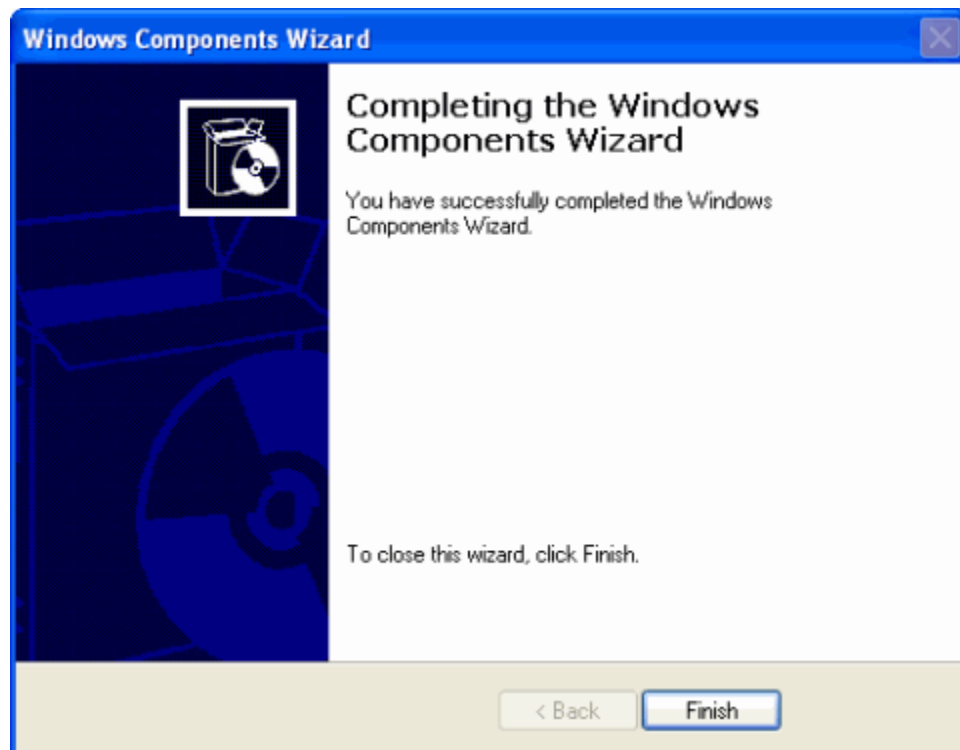 Windows Components Wizard
Completing the Windows
Components Wizard
You have successfully completed the Windows
Components Wizard.
To close this wizard, click Finish.
< Back
Finish